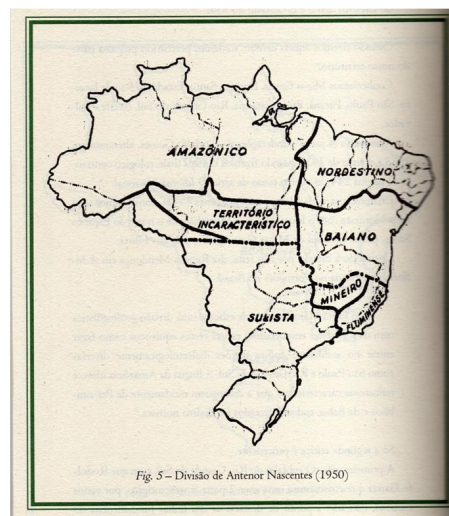 AMAZÔNICO
NORDESTINO
TERRITÓRIO
INCARACTERÍSTICO
BAIANO
MINEIRO
FLUMINENSE
SULISTA
Fig. 5 – Divisão de Antenor Nascentes (1950)